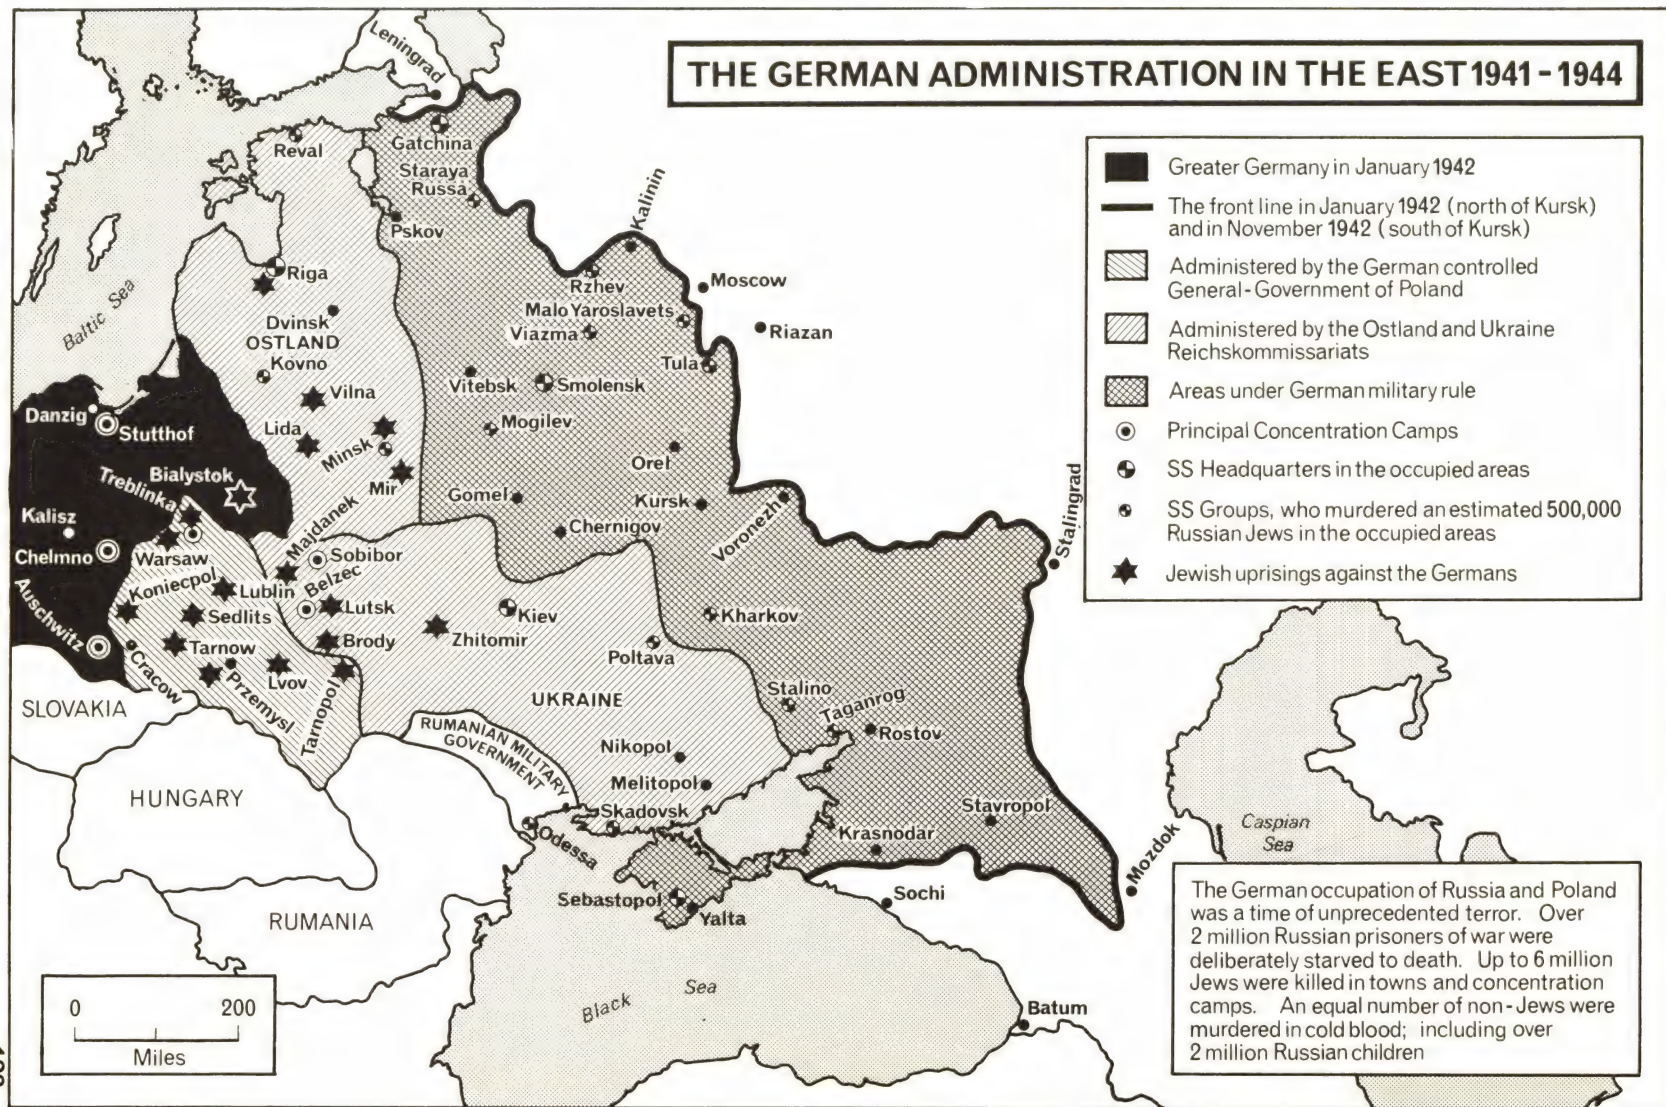 THE GERMAN ADMINISTRATION IN THE EAST 1941 - 1944
Greater Germany in January 1942
The front line in January 1942 (north of Kursk)
and in November 1942 (south of Kursk)
Administered by the German controlled
General-Government of Poland
Administered by the Ostland and Ukraine
Reichskommissariats
Areas under German military rule
Principal Concentration Camps
SS Headquarters in the occupied areas
SS Groups, who murdered an estimated 500,000
Russian Jews in the occupied areas
Jewish uprisings against the Germans
Leningrad
Gatchina
Reval
Staraya
Russa
Pskov
Kalinin
Riga
Rzhev
Moscow
Malo Yaroslavets
Viazma
Riazan
Baltic Sea
Dvinsk
OSTLAND
Kovno
Tula
Vitebsk
Smolensk
Vilna
Danzig
Stutthof
Lida
Minsk
Mogilev
Orel
Bialystok
Treblinka
Mir
Gomel
Kursk
Voronezh
Stalingrad
Kalisz
Chelmno
Majdanek
Chernigov
Warsaw
Sobibor
Koniecpol
Lublin
Belzec
Auschwitz
Sedlits
Lutsk
Kiev
Kharkov
Tarnow
Brody
Zhitomir
Poltava
Cracow
Przemysl
Lvov
Tarnopol
SLOVAKIA
UKRAINE
Stalino
Taganrog
Rostov
RUMANIAN MILITARY
GOVERNMENT
Nikopol
Melitopol
HUNGARY
Skadovsk
Odessa
Stavropol
Krasnodar
Mozdok
Caspian
Sea
Sebastopol
Yalta
Sochi
RUMANIA
Black Sea
Batum
0 200
Miles
The German occupation of Russia and Poland
was a time of unprecedented terror. Over
2 million Russian prisoners of war were
deliberately starved to death. Up to 6 million
Jews were killed in towns and concentration
camps. An equal number of non-Jews were
murdered in cold blood; including over
2 million Russian children